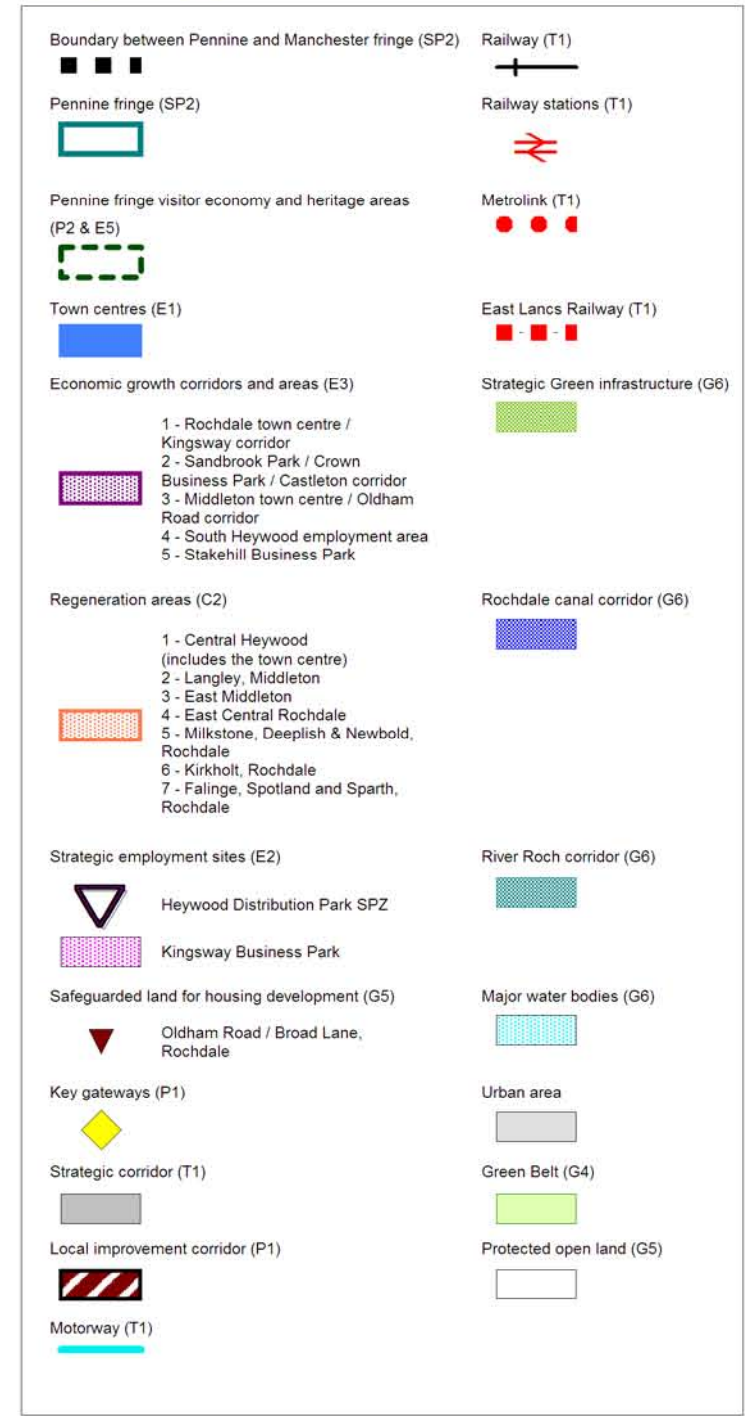 Boundary between Pennine and Manchester fringe (SP2)
Pennine fringe (SP2)
Pennine fringe visitor economy and heritage areas
(P2 & E5)
Town centres (E1)
Economic growth corridors and areas (E3)
1 - Rochdale town centre /
Kingsway corridor
2 - Sandbrook Park / Crown
Business Park / Castleton corridor
3 - Middleton town centre / Oldham
Road corridor
4 - South Heywood employment area
5 - Stakehill Business Park
Regeneration areas (C2)
1 - Central Heywood
(includes the town centre)
2 - Langley, Middleton
3 - East Middleton
4 - East Central Rochdale
5 - Milkstone, Deeplish & Newbold,
Rochdale
6 - Kirkholt, Rochdale
7 - Falinge, Spotland and Sparth,
Rochdale
Strategic employment sites (E2)
Heywood Distribution Park SPZ
Kingsway Business Park
Safeguarded land for housing development (G5)
Oldham Road / Broad Lane,
Rochdale
Key gateways (P1)
Strategic corridor (T1)
Local improvement corridor (P1)
Motorway (T1)
Railway (T1)
Railway stations (T1)
Metrolink (T1)
East Lancs Railway (T1)
Strategic Green infrastructure (G6)
Rochdale canal corridor (G6)
River Roch corridor (G6)
Major water bodies (G6)
Urban area
Green Belt (G4)
Protected open land (G5)